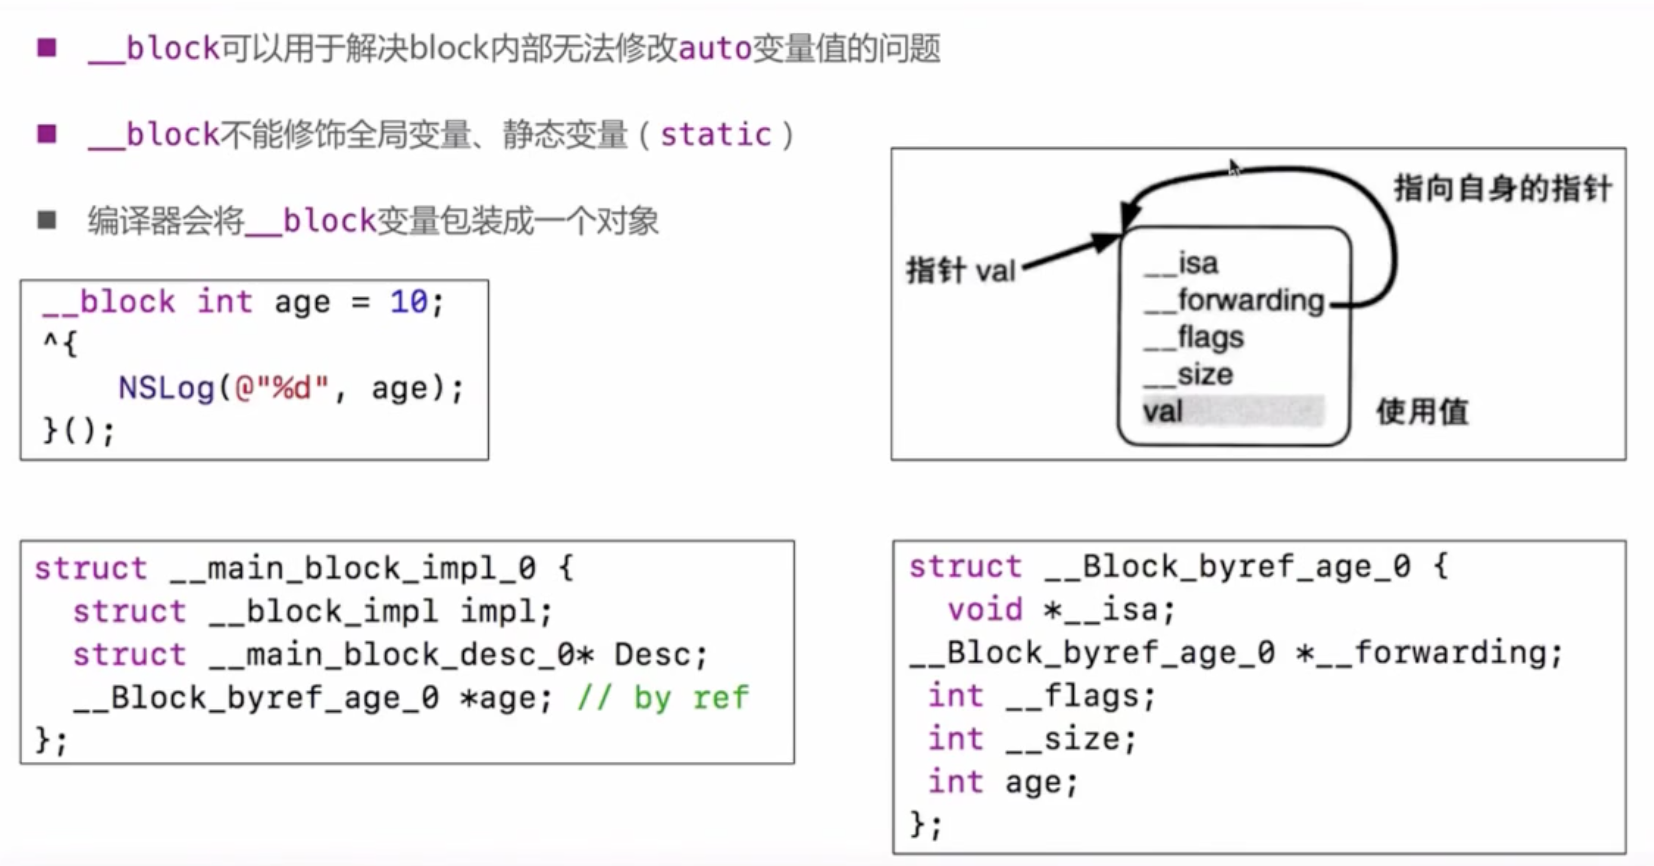 __block可以用于解决block内部无法修改auto变量值的问题
__block不能修饰全局变量、静态变量（static）
编译器会将__block变量包装成一个对象
__block int age = 10;
^{
    NSLog(@"%d", age);
}();
指向自身的指针
指针 val
__isa
__forwarding
__flags
__size
val
使用值
struct __main_block_impl_0 {
  struct __block_impl impl;
  struct __main_block_desc_0* Desc;
  __Block_byref_age_0 *age; // by ref
};
struct __Block_byref_age_0 {
  void *__isa;
__Block_byref_age_0 *__forwarding;
 int __flags;
 int __size;
 int age;
};